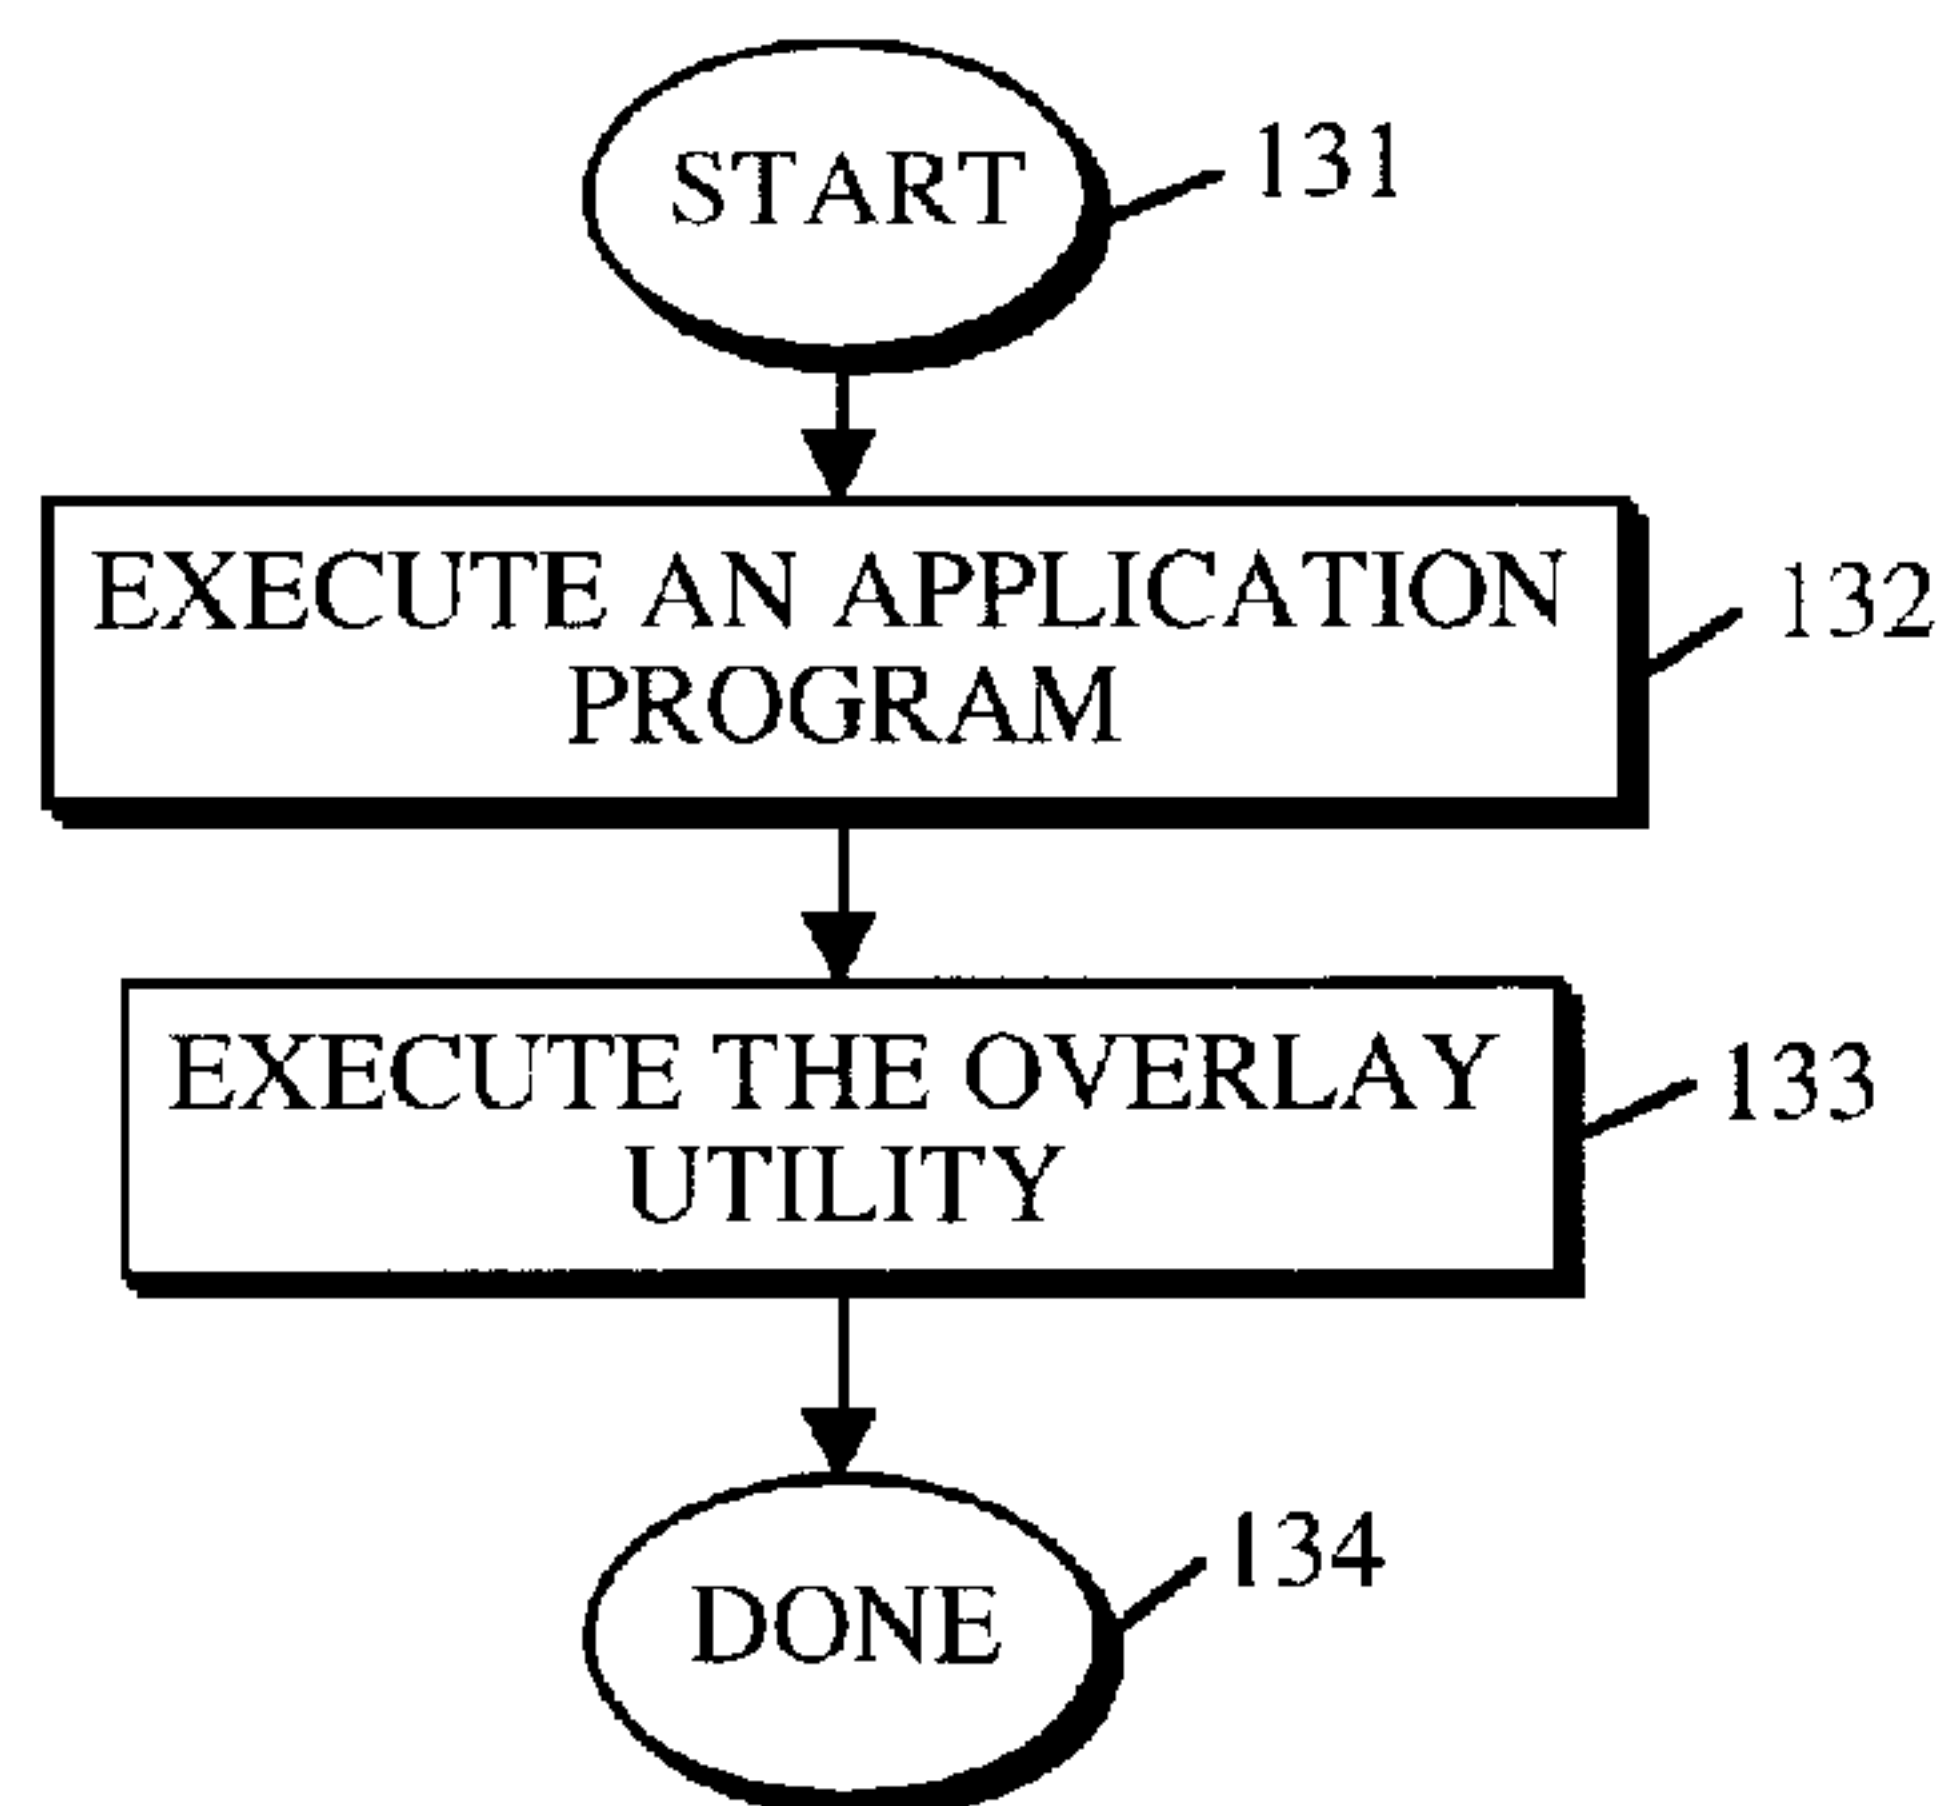 START
131
EXECUTE AN APPLICATION
PROGRAM
132
EXECUTE THE OVERLAY
UTILITY
133
DONE
134